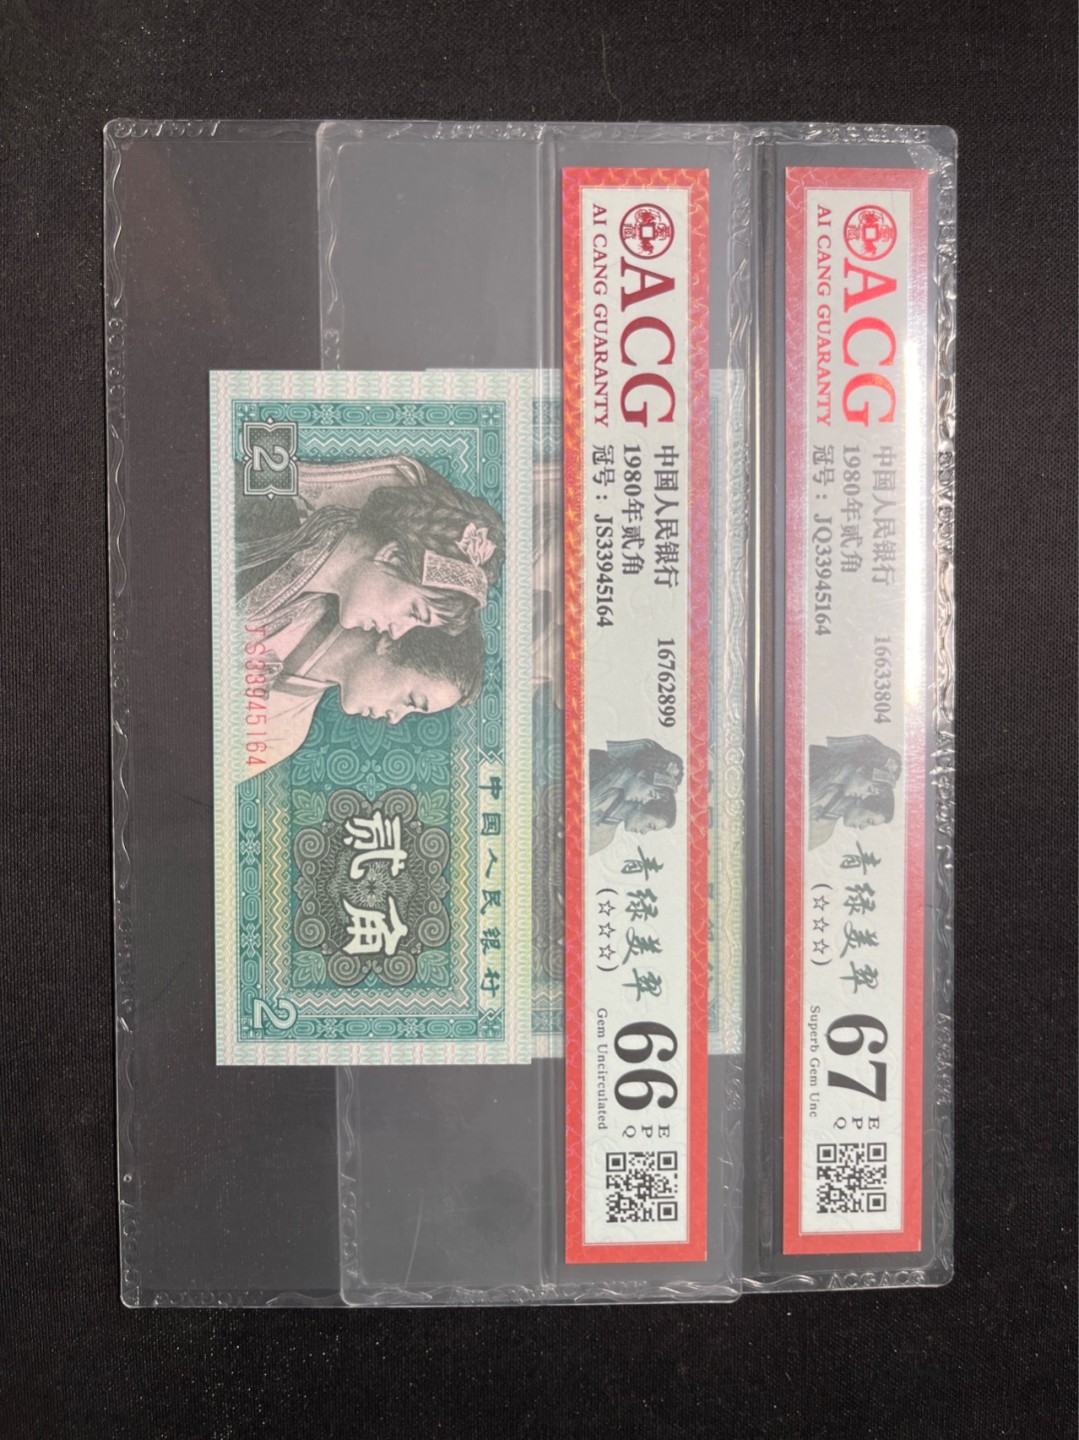 ACG
AI CANG GUARANTY
中国人民银行
1980年贰角
冠号：JS33945164
16762899
青绿美翠
(☆☆☆)
66
EPQ
Gem Uncirculated
ACG
AI CANG GUARANTY
中国人民银行
1980年贰角
冠号：JQ33945164
16633804
青绿美翠
(☆☆☆)
67
EPQ
Superb Gem Unc
中国人民银行
贰角
2
2
JS33945164
ACGACG